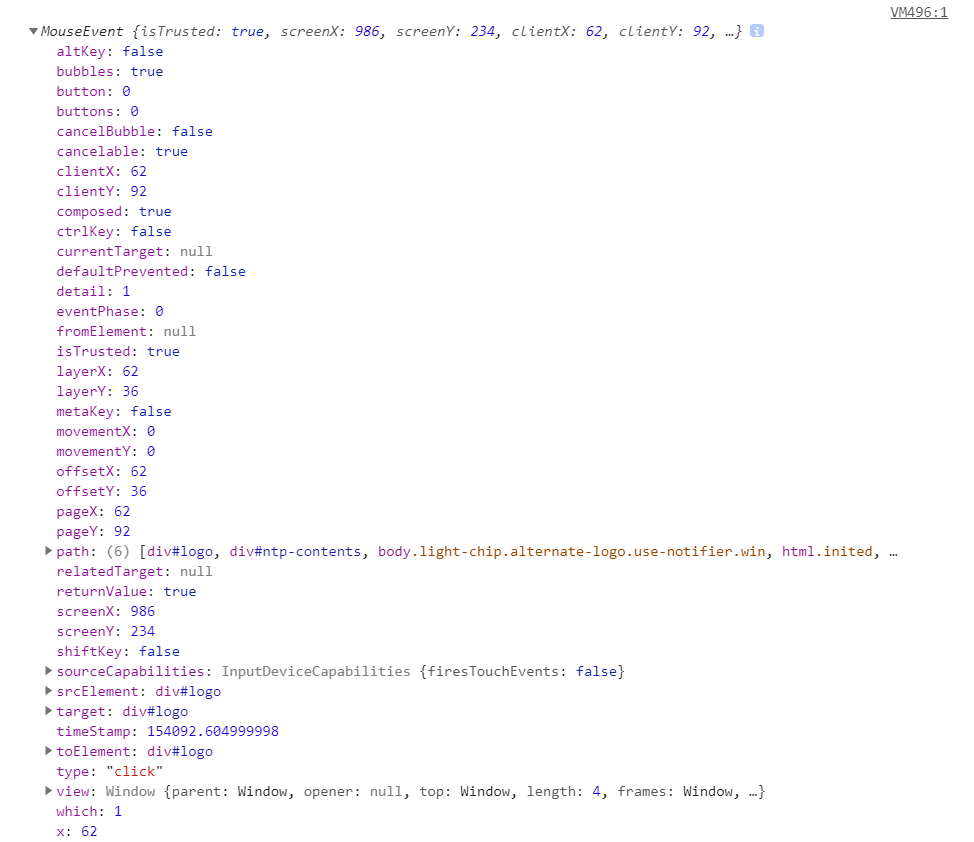 VM496:1
▼MouseEvent {isTrusted: true, screenX: 986, screenY: 234, clientX: 62, clientY: 92, …} i
altKey: false
bubbles: true
button: 0
buttons: 0
cancelBubble: false
cancelable: true
clientX: 62
clientY: 92
composed: true
ctrlKey: false
currentTarget: null
defaultPrevented: false
detail: 1
eventPhase: 0
fromElement: null
isTrusted: true
layerX: 62
layerY: 36
metaKey: false
movementX: 0
movementY: 0
offsetX: 62
offsetY: 36
pageX: 62
pageY: 92
▶path: (6) [div#logo, div#ntp-contents, body.light-chip.alternate-logo.use-notifier.win, html.inited, …
relatedTarget: null
returnValue: true
screenX: 986
screenY: 234
shiftKey: false
▶sourceCapabilities: InputDeviceCapabilities {firesTouchEvents: false}
▶srcElement: div#logo
▶target: div#logo
timeStamp: 154092.604999998
▶toElement: div#logo
type: "click"
▶view: Window {parent: Window, opener: null, top: Window, length: 4, frames: Window, …}
which: 1
x: 62